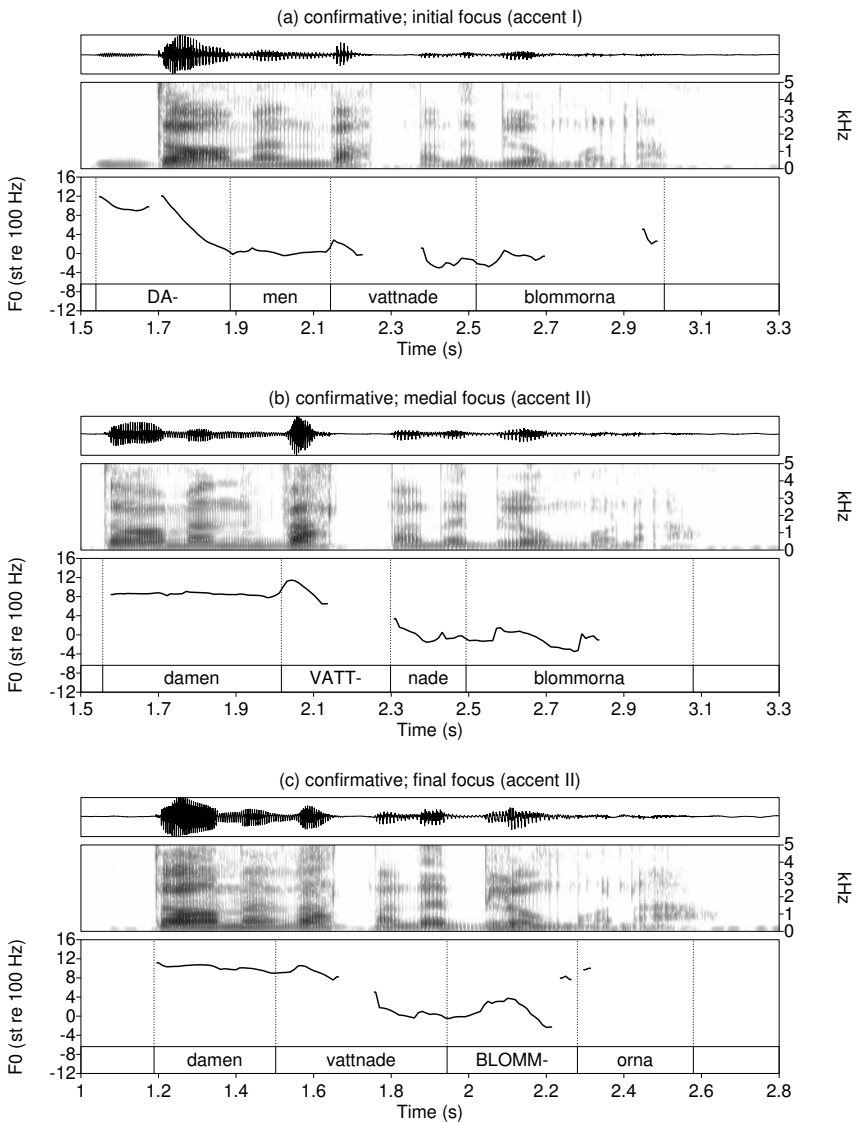 (a) confirmative; initial focus (accent I)
5
4
3
2
1
0
kHz
16
12
8
4
0
-4
-8
-12
F0 (st re 100 Hz)
DA- men vattnade blommorna
1.5 1.7 1.9 2.1 2.3 2.5 2.7 2.9 3.1 3.3
Time (s)
(b) confirmative; medial focus (accent II)
5
4
3
2
1
0
kHz
16
12
8
4
0
-4
-8
-12
F0 (st re 100 Hz)
damen VATT- nade blommorna
1.5 1.7 1.9 2.1 2.3 2.5 2.7 2.9 3.1 3.3
Time (s)
(c) confirmative; final focus (accent II)
5
4
3
2
1
0
kHz
16
12
8
4
0
-4
-8
-12
F0 (st re 100 Hz)
damen vattnade BLOMM- orna
1 1.2 1.4 1.6 1.8 2 2.2 2.4 2.6 2.8
Time (s)